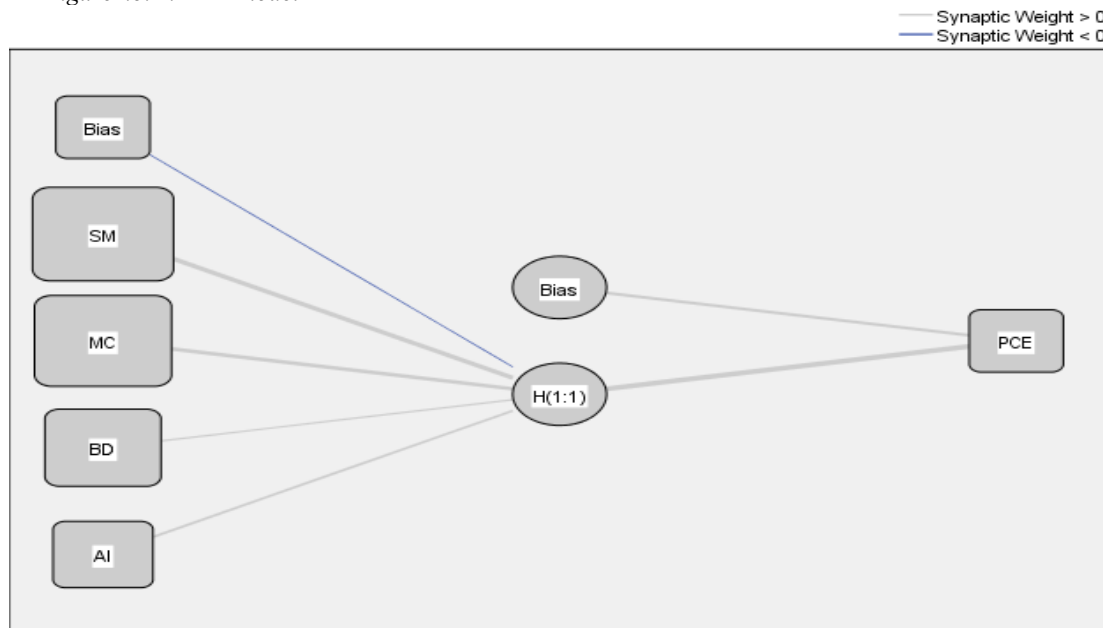 Synaptic Weight > 0
Synaptic Weight < 0
Bias
SM
MC
BD
AI
Bias
H(1:1)
PCE